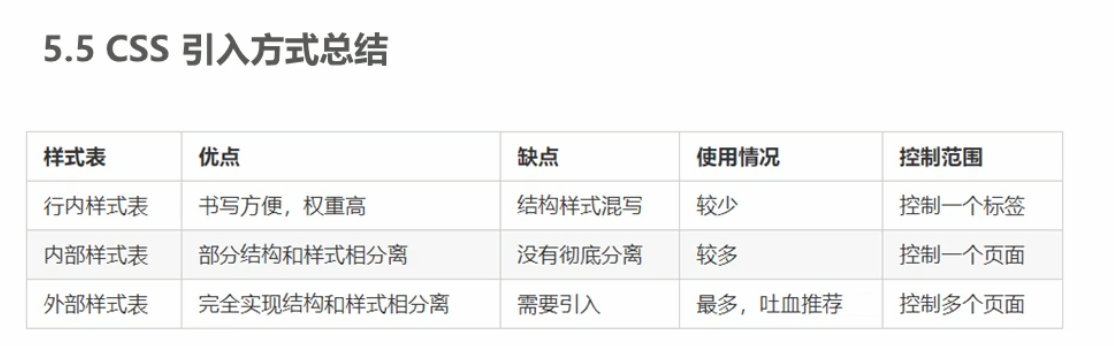 5.5 CSS 引入方式总结
样式表 优点 缺点 使用情况 控制范围
行内样式表 书写方便，权重高 结构样式混写 较少 控制一个标签
内部样式表 部分结构和样式相分离 没有彻底分离 较多 控制一个页面
外部样式表 完全实现结构和样式相分离 需要引入 最多，吐血推荐 控制多个页面